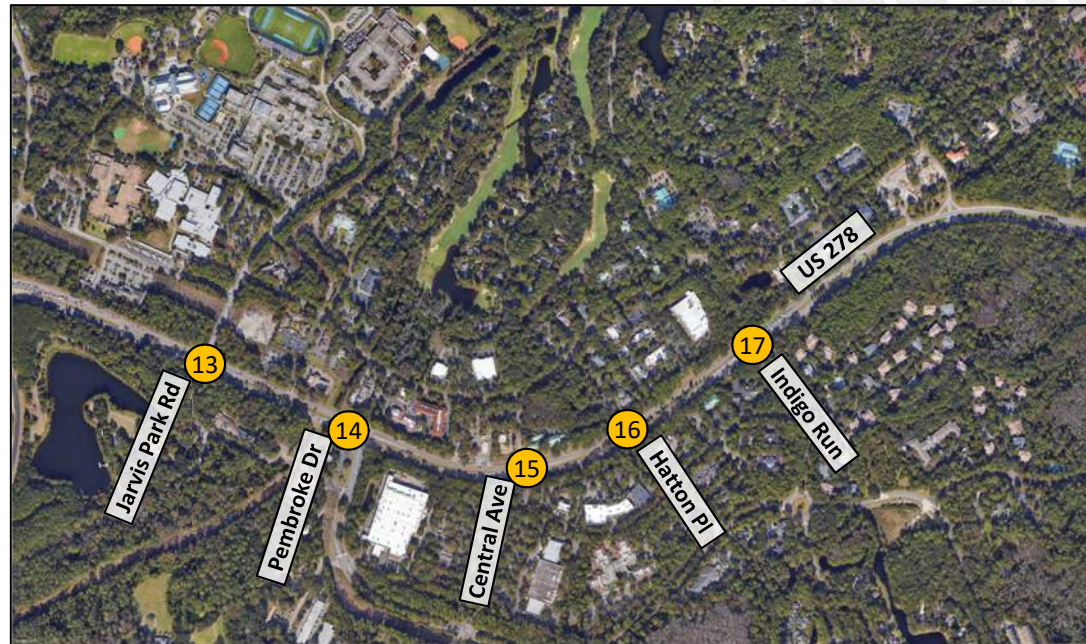 US 278
17
Indigo Run
13
Jarvis Park Rd
14
Pembroke Dr
16
Hatton Pl
15
Central Ave